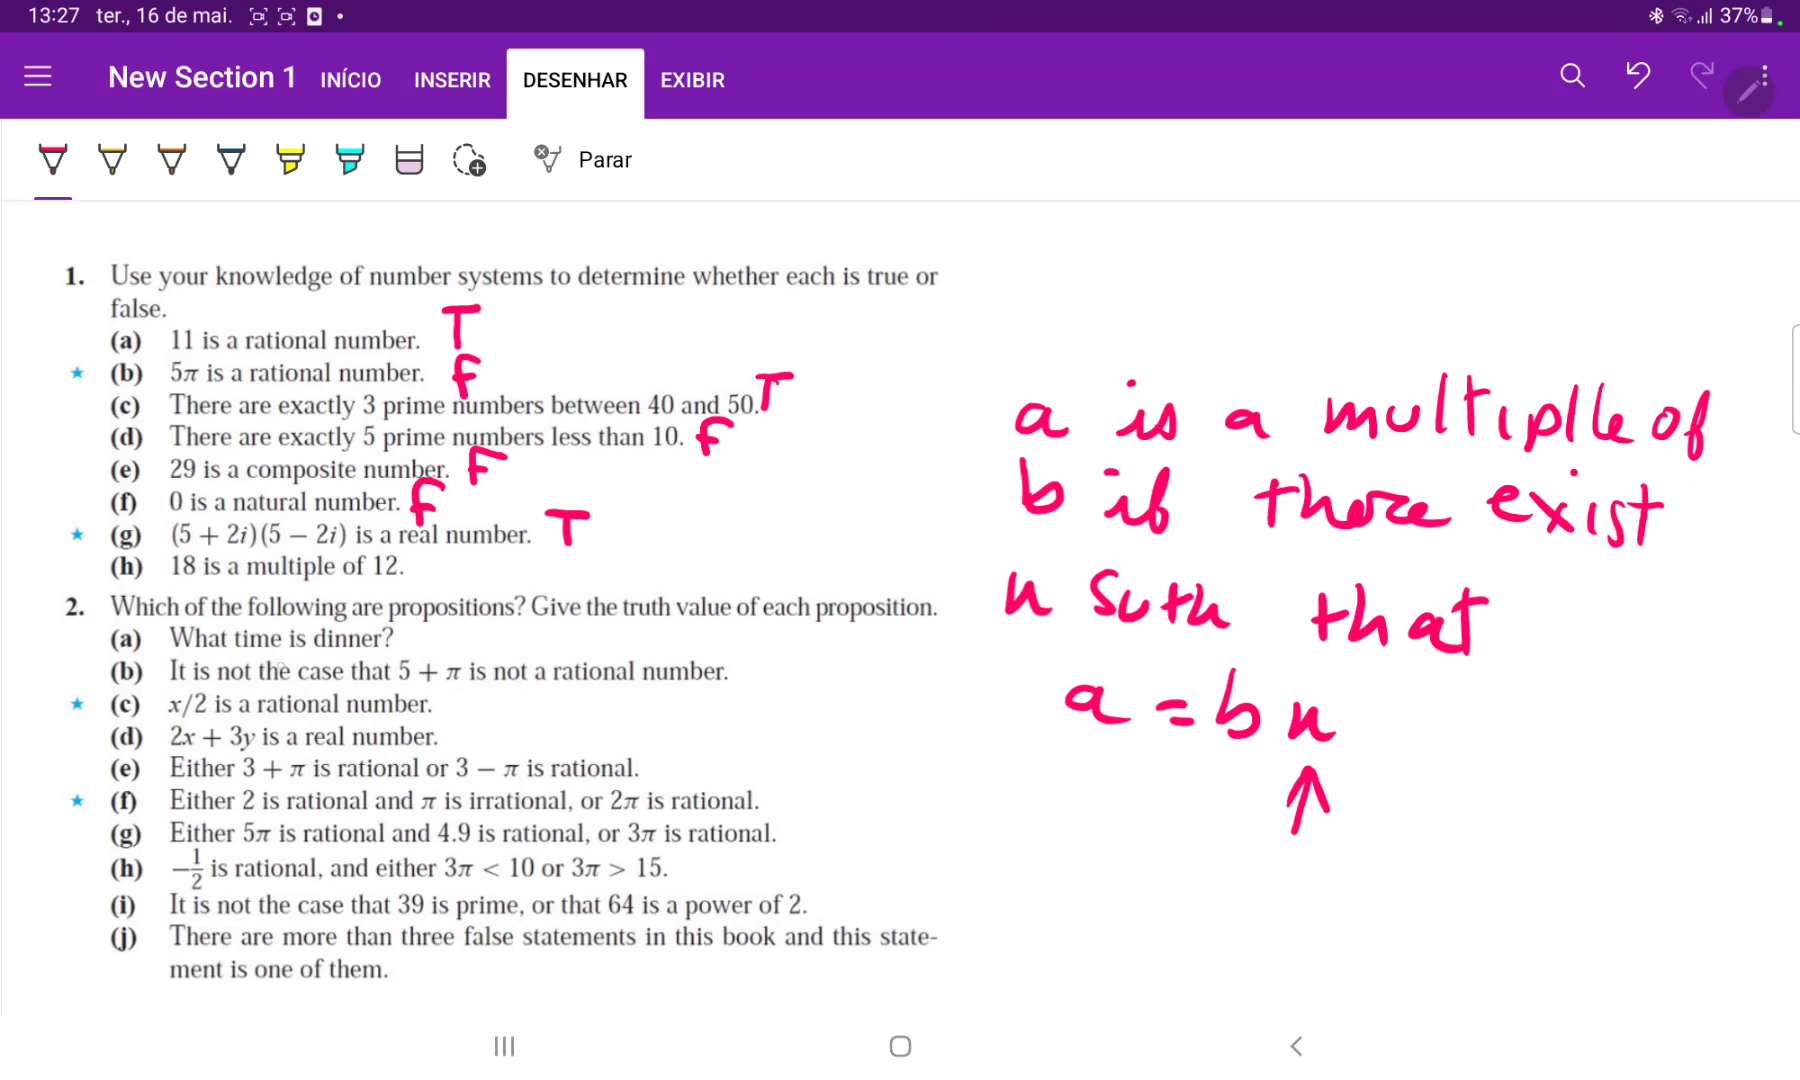 13:27 ter., 16 de mai. 37%
New Section 1 INÍCIO INSERIR DESENHAR EXIBIR
Parar
1. Use your knowledge of number systems to determine whether each is true or
false.
(a) 11 is a rational number. T
★ (b) 5π is a rational number. F
(c) There are exactly 3 prime numbers between 40 and 50. T
(d) There are exactly 5 prime numbers less than 10. F
(e) 29 is a composite number. F
(f) 0 is a natural number. F
★ (g) (5 + 2i)(5 − 2i) is a real number. T
(h) 18 is a multiple of 12.
2. Which of the following are propositions? Give the truth value of each proposition.
(a) What time is dinner?
(b) It is not the case that 5 + π is not a rational number.
★ (c) x/2 is a rational number.
(d) 2x + 3y is a real number.
(e) Either 3 + π is rational or 3 − π is rational.
★ (f) Either 2 is rational and π is irrational, or 2π is rational.
(g) Either 5π is rational and 4.9 is rational, or 3π is rational.
(h) −1/2 is rational, and either 3π < 10 or 3π > 15.
(i) It is not the case that 39 is prime, or that 64 is a power of 2.
(j) There are more than three false statements in this book and this state-
ment is one of them.
a is a multiplle of
b if there exist
n suth that
a = b n
↑